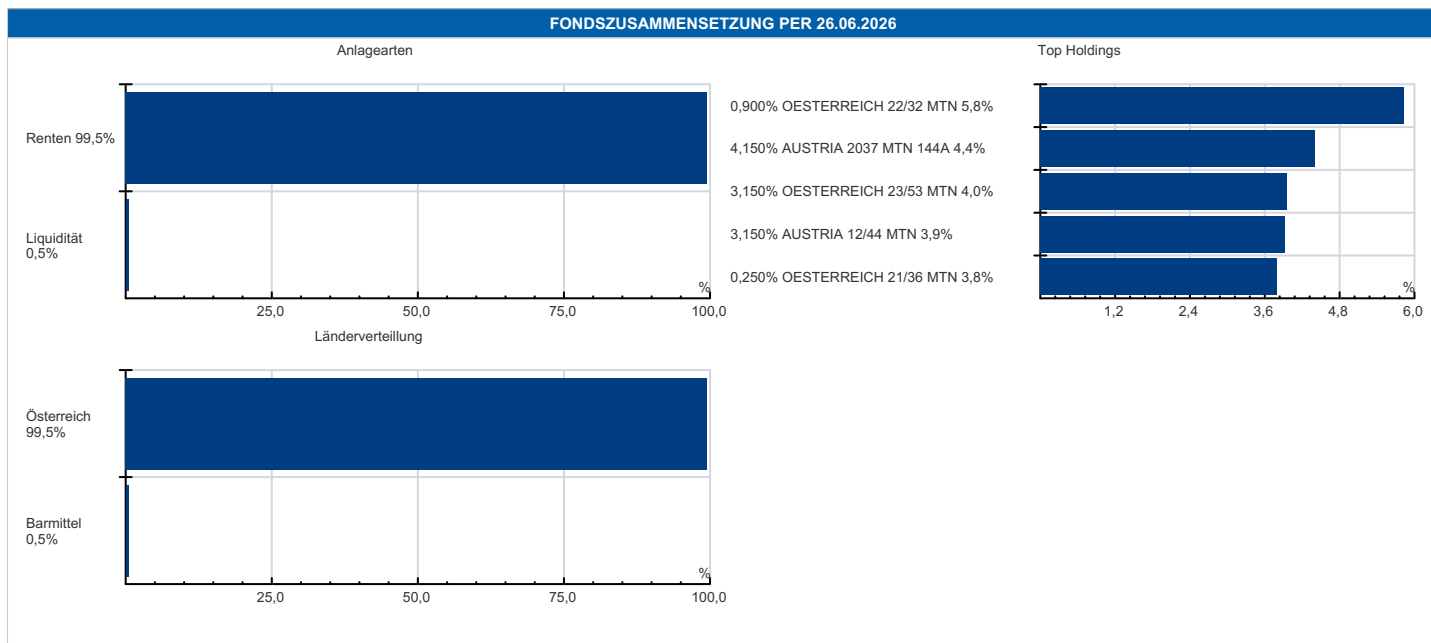 FONDSZUSAMMENSETZUNG PER 26.06.2026
Anlagearten
Renten 99,5%
Liquidität
0,5%
%
25,0 50,0 75,0 100,0
Top Holdings
0,900% OESTERREICH 22/32 MTN 5,8%
4,150% AUSTRIA 2037 MTN 144A 4,4%
3,150% OESTERREICH 23/53 MTN 4,0%
3,150% AUSTRIA 12/44 MTN 3,9%
0,250% OESTERREICH 21/36 MTN 3,8%
%
1,2 2,4 3,6 4,8 6,0
Länderverteillung
Österreich
99,5%
Barmittel
0,5%
%
25,0 50,0 75,0 100,0